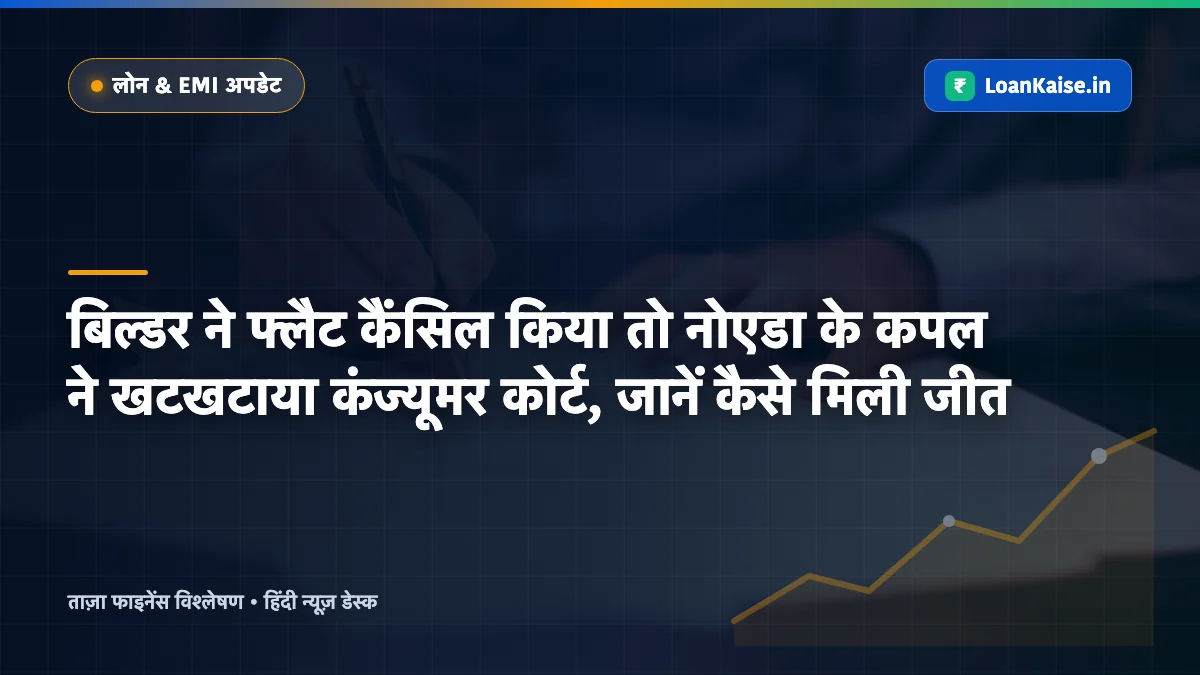 लोन & EMI अपडेट
₹ LoanKaise.in
बिल्डर ने फ्लैट कैंसिल किया तो नोएडा के कपल
ने खटखटाया कंज्यूमर कोर्ट, जानें कैसे मिली जीत
ताज़ा फाइनेंस विश्लेषण • हिंदी न्यूज़ डेस्क